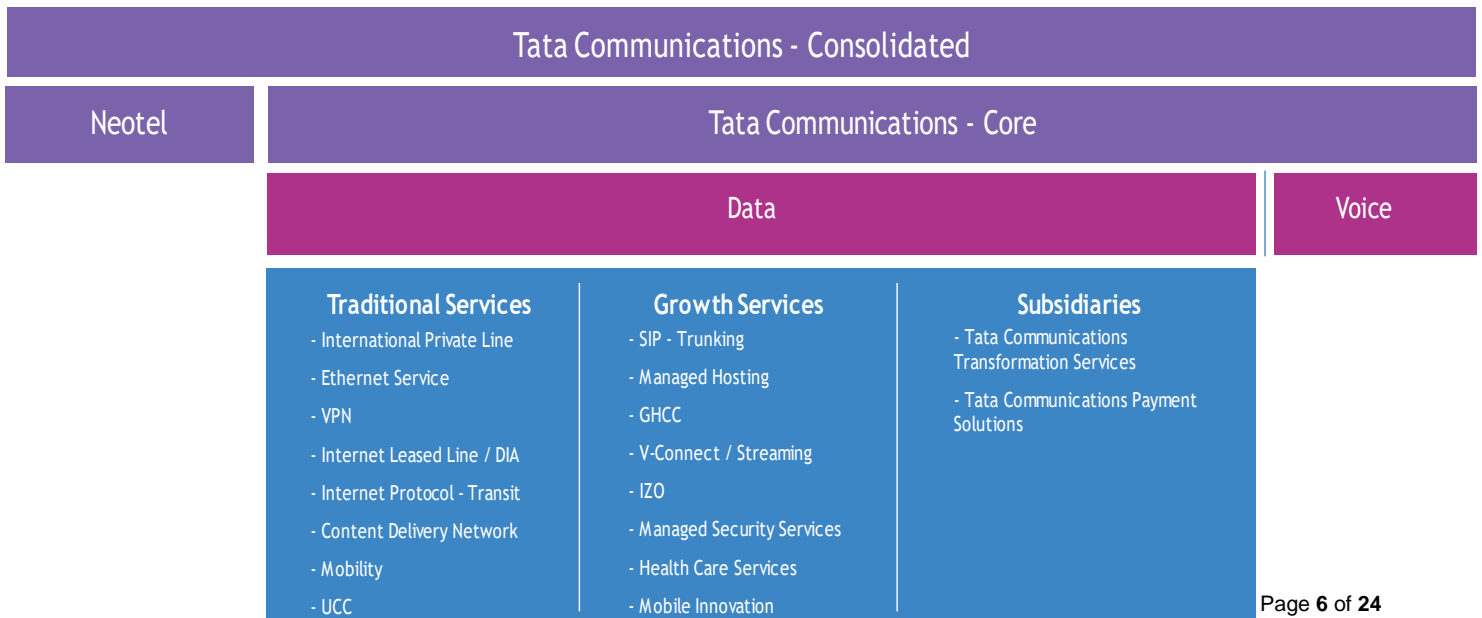 Tata Communications - Consolidated
Neotel
Tata Communications - Core
Data
Voice
Traditional Services
- International Private Line
- Ethernet Service
- VPN
- Internet Leased Line / DIA
- Internet Protocol - Transit
- Content Delivery Network
- Mobility
- UCC
Growth Services
- SIP - Trunking
- Managed Hosting
- GHCC
- V-Connect / Streaming
- IZO
- Managed Security Services
- Health Care Services
- Mobile Innovation
Subsidiaries
- Tata Communications
Transformation Services
- Tata Communications Payment
Solutions
Page 6 of 24